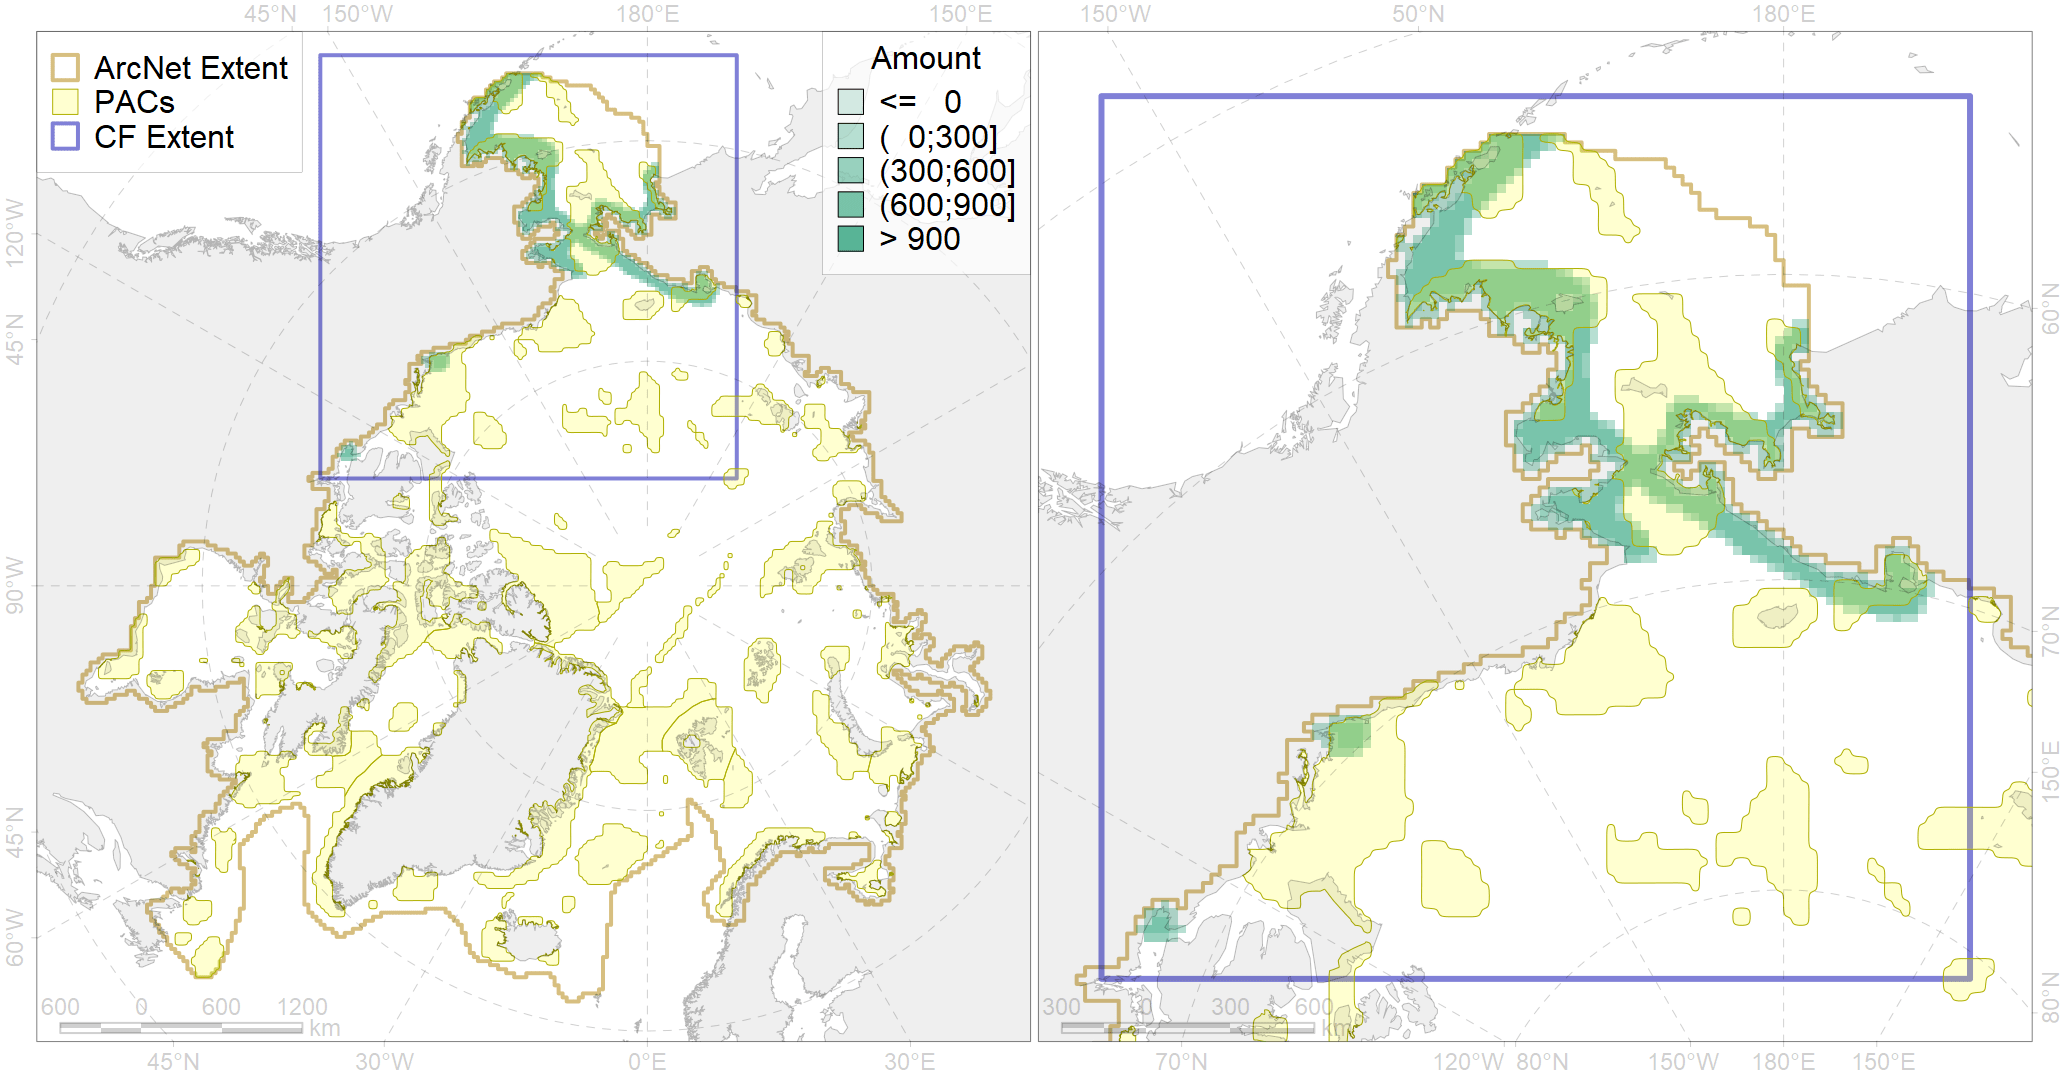 45°N 150°W 180°E 150°E 150°W 50°N 180°E
ArcNet Extent
PACs
CF Extent
Amount
<= 0
( 0;300]
(300;600]
(600;900]
> 900
120°W
45°N
90°W
45°N
60°W
60°N
70°N
150°E
80°N
600 0 600 1200
km
300 0 300 600
km
45°N 30°W 0°E 30°E 70°N 120°W 80°N 150°W 180°E 150°E